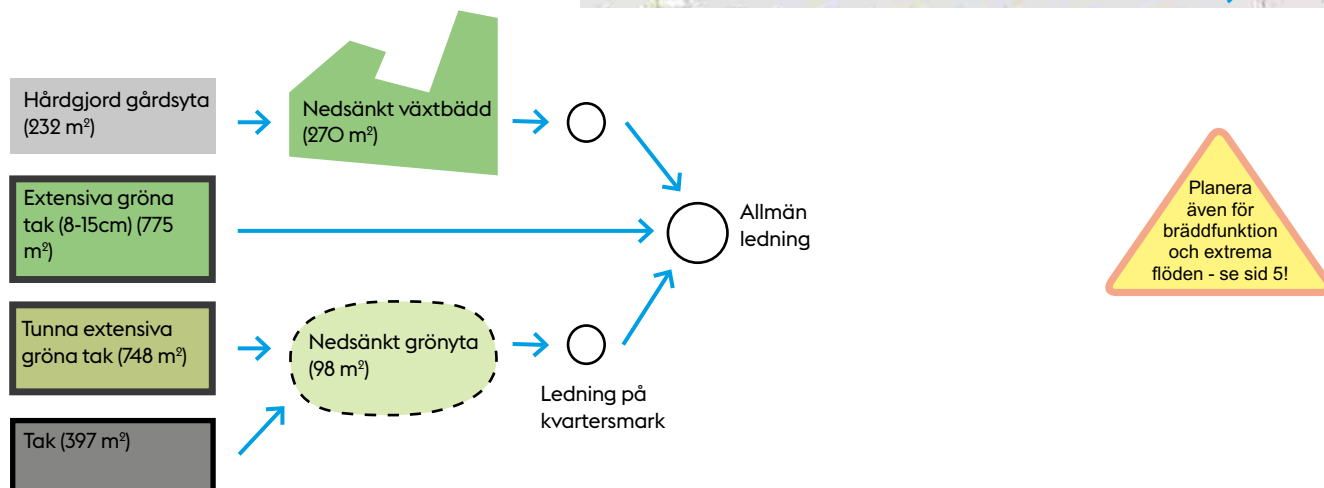 Hårdgjord gårdsyta
(232 m²)
Nedsänkt växtbädd
(270 m²)
Extensiva gröna
tak (8-15cm) (775
m²)
Allmän
ledning
Planera
även för
bräddfunktion
och extrema
flöden - se sid 5!
Tunna extensiva
gröna tak (748 m²)
Nedsänkt grönyta
(98 m²)
Ledning på
kvartersmark
Tak (397 m²)